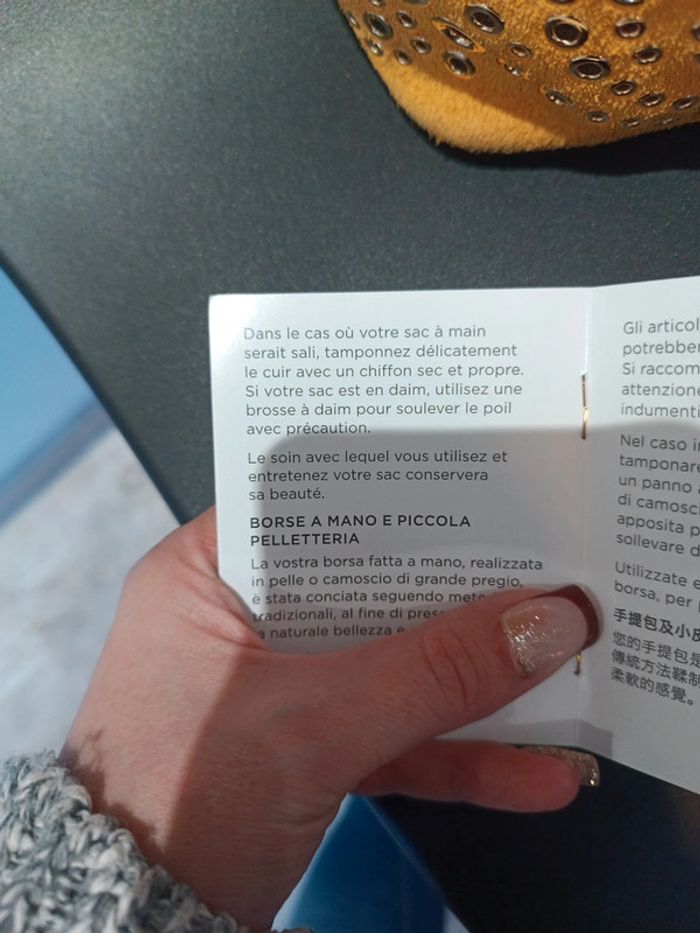 Dans le cas où votre sac à main
serait sali, tamponnez délicatement
le cuir avec un chiffon sec et propre.
Si votre sac est en daim, utilisez une
brosse à daim pour soulever le poil
avec précaution.
Le soin avec lequel vous utilisez et
entretenez votre sac conservera
sa beauté.
BORSE A MANO E PICCOLA
PELLETTERIA
La vostra borsa fatta a mano, realizzata
in pelle o camoscio di grande pregio,
è stata conciata seguendo
tradizionali, al fine di
naturale bellezza e
Gli
Si
attenzione
indumenti
Nel caso
tamponare
un panno
di
apposita
sollevare
Utilizzate
borsa, per
手提包及小
您的手提包是
傳統方法鞣制
柔軟的感覺。